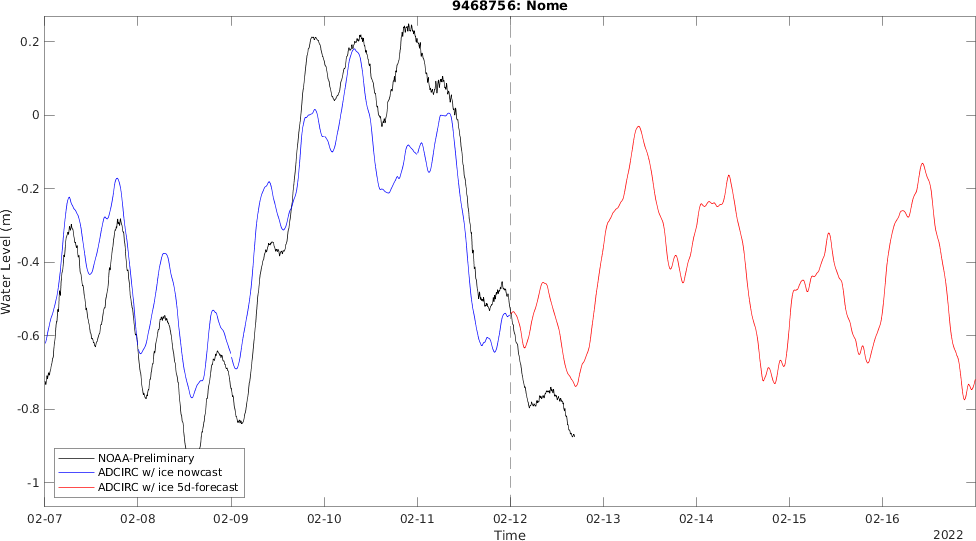 9468756: Nome
Water Level (m)
0.2
0
-0.2
-0.4
-0.6
-0.8
-1
NOAA-Preliminary
ADCIRC w/ ice nowcast
ADCIRC w/ ice 5d-forecast
02-07 02-08 02-09 02-10 02-11 02-12 02-13 02-14 02-15 02-16
Time
2022